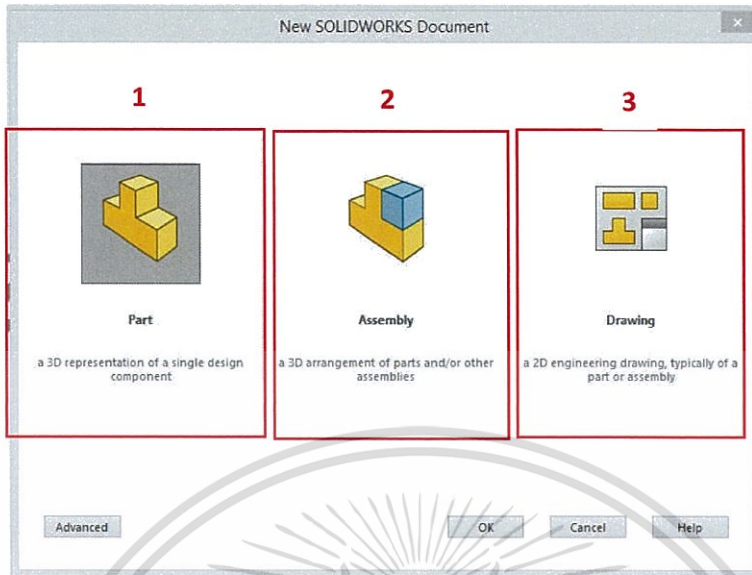 New SOLIDWORKS Document
1
2
3
Part
a 3D representation of a single design
component
Assembly
a 3D arrangement of parts and/or other
assemblies
Drawing
a 2D engineering drawing, typically of a
part or assembly
Advanced
OK
Cancel
Help